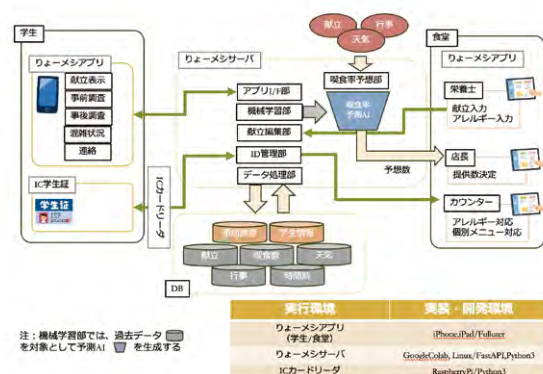 献立
行事
天気
学生
りょーメシサーバ
食堂
りょーメシアプリ
献立表示
事前調査
事後調査
混雑状況
連絡
喫食率予想部
りょーメシアプリ
アプリI/F部
機械学習部
献立編集部
ID管理部
データ処理部
喫食率
予測AI
栄養士
献立入力
アレルギー入力
予想数
店長
提供数決定
IC学生証
学生証
ICカードリーダ
カウンター
アレルギー対応
個別メニュー対応
学生情報
献立
喫食数
天気
行事
時間割
DB
注：機械学習部では、過去データ
を対象として予測AI を生成する
実行環境
実装・開発環境
りょーメシアプリ
(学生/食堂)
iPhone,iPad/
りょーメシサーバ
GoogleColab, Linux/FastAPI,Python3
ICカードリーダ
RaspberryPi/Python3